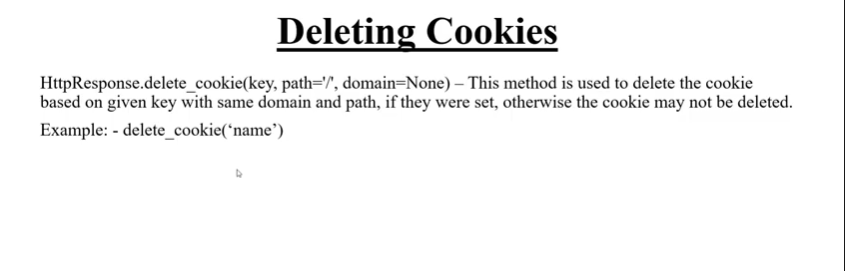 Deleting Cookies
HttpResponse.delete_cookie(key, path='/', domain=None) – This method is used to delete the cookie
based on given key with same domain and path, if they were set, otherwise the cookie may not be deleted.
Example: - delete_cookie(‘name’)